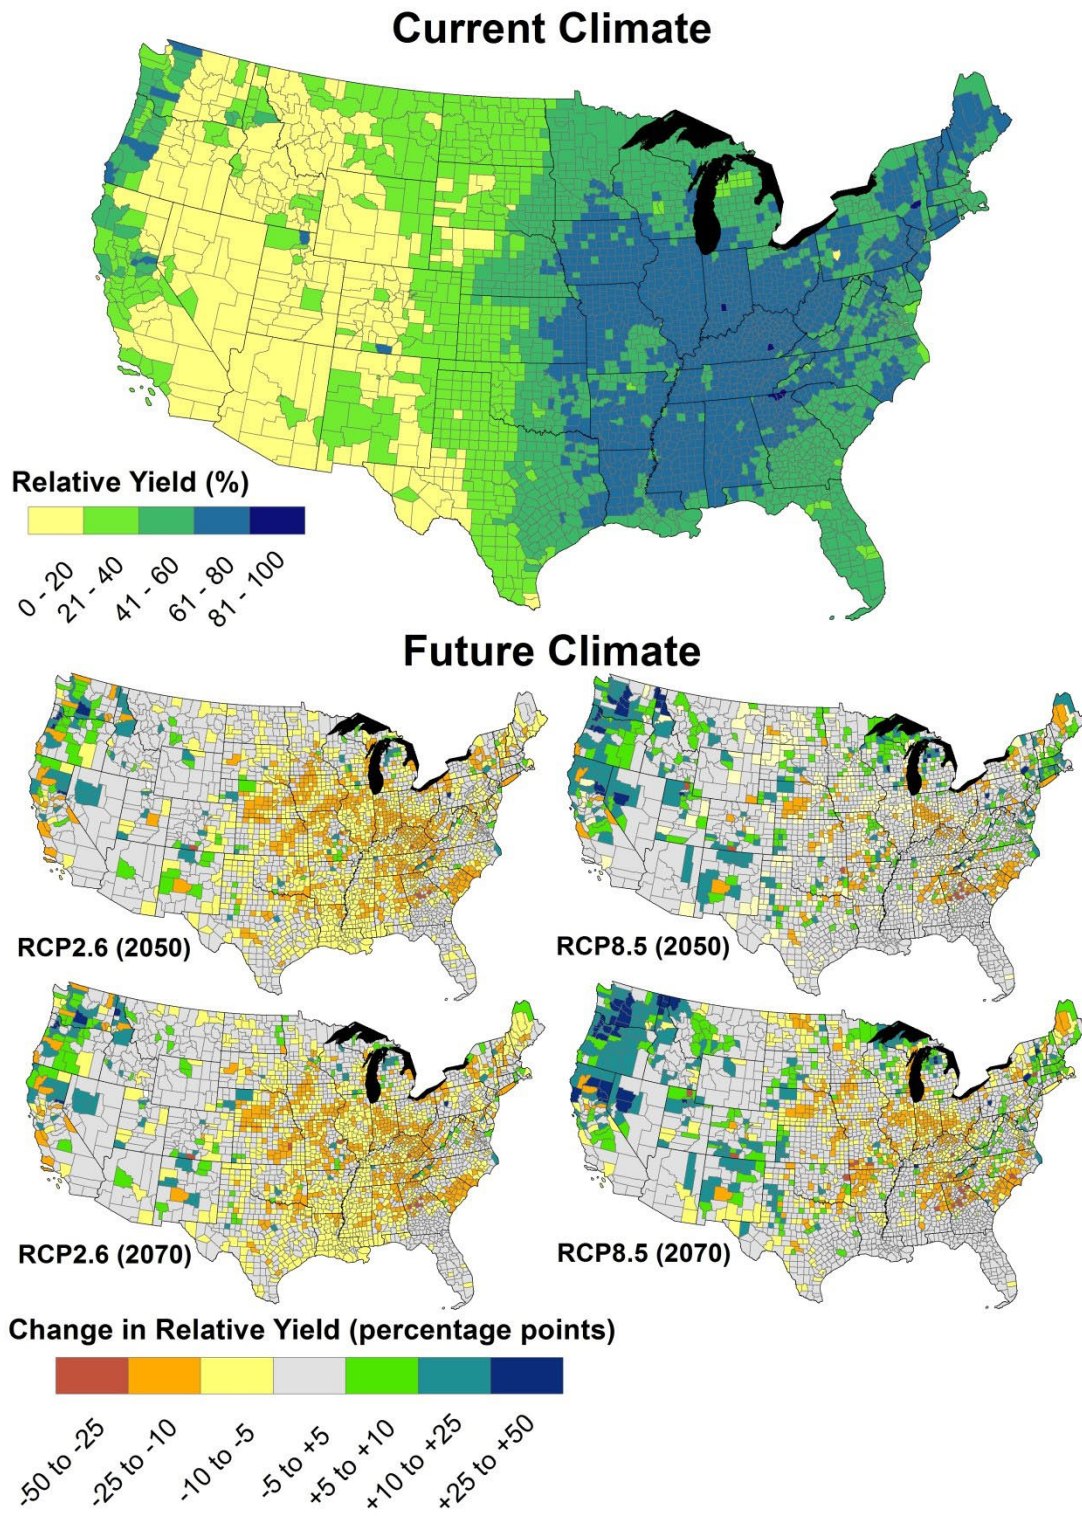 Current Climate
Relative Yield (%)
0 - 20
21 - 40
41 - 60
61 - 80
81 - 100
Future Climate
RCP2.6 (2050)
RCP8.5 (2050)
RCP2.6 (2070)
RCP8.5 (2070)
Change in Relative Yield (percentage points)
-50 to -25
-25 to -10
-10 to -5
-5 to +5
+5 to +10
+10 to +25
+25 to +50